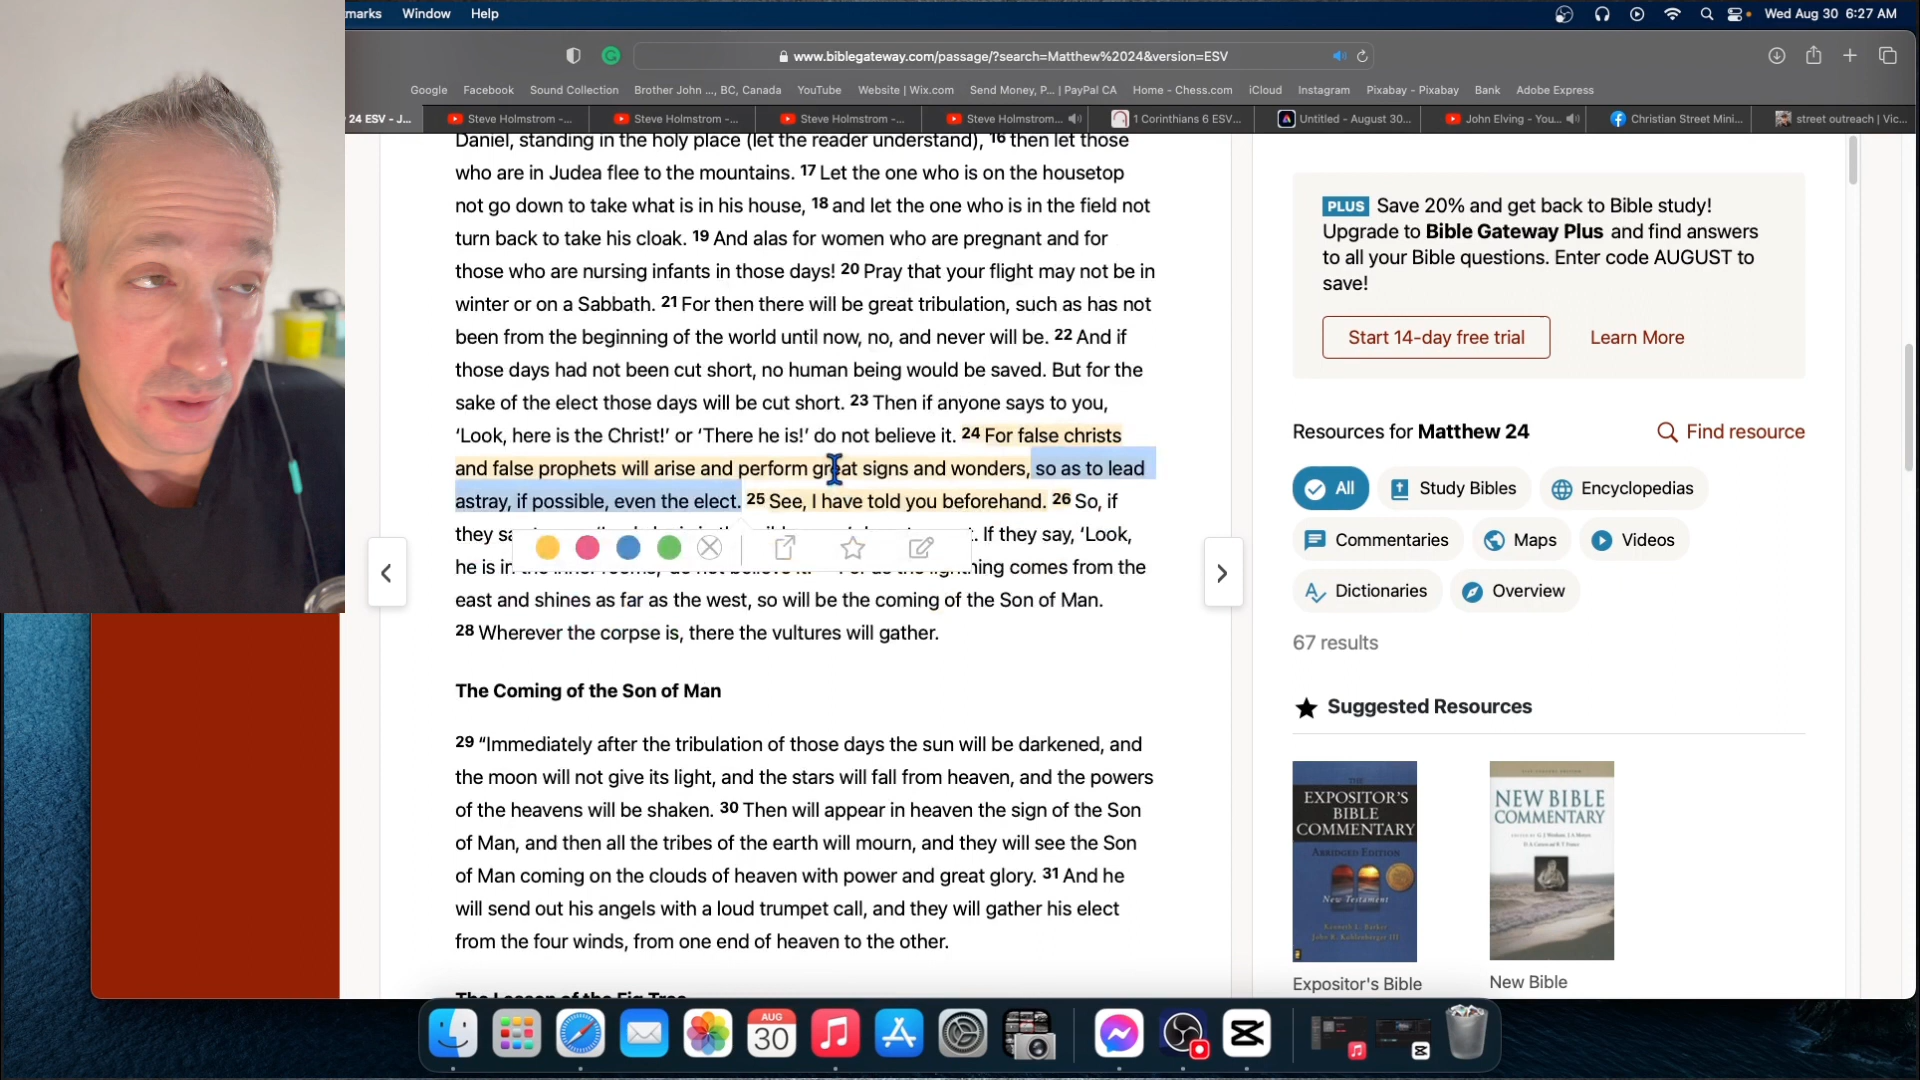 marks Window Help Wed Aug 30 6:27 AM
www.biblegateway.com/passage/?search=Matthew%2024&version=ESV
Google Facebook Sound Collection Brother John ..., BC, Canada YouTube Website | Wix.com Send Money, P... | PayPal CA Home - Chess.com iCloud Instagram Pixabay - Pixabay Bank Adobe Express
24 ESV - J... Steve Holmstrom -... Steve Holmstrom -... Steve Holmstrom -... Steve Holmstrom... 1 Corinthians 6 ESV... Untitled - August 30... John Elving - You... Christian Street Mini... street outreach | Vic...
Daniel, standing in the holy place (let the reader understand), 16 then let those
who are in Judea flee to the mountains. 17 Let the one who is on the housetop
not go down to take what is in his house, 18 and let the one who is in the field not
turn back to take his cloak. 19 And alas for women who are pregnant and for
those who are nursing infants in those days! 20 Pray that your flight may not be in
winter or on a Sabbath. 21 For then there will be great tribulation, such as has not
been from the beginning of the world until now, no, and never will be. 22 And if
those days had not been cut short, no human being would be saved. But for the
sake of the elect those days will be cut short. 23 Then if anyone says to you,
‘Look, here is the Christ!’ or ‘There he is!’ do not believe it. 24 For false christs
and false prophets will arise and perform great signs and wonders, so as to lead
astray, if possible, even the elect. 25 See, I have told you beforehand. 26 So, if
they If they say, ‘Look,
he is in comes from the
east and shines as far as the west, so will be the coming of the Son of Man.
28 Wherever the corpse is, there the vultures will gather.
The Coming of the Son of Man
29 “Immediately after the tribulation of those days the sun will be darkened, and
the moon will not give its light, and the stars will fall from heaven, and the powers
of the heavens will be shaken. 30 Then will appear in heaven the sign of the Son
of Man, and then all the tribes of the earth will mourn, and they will see the Son
of Man coming on the clouds of heaven with power and great glory. 31 And he
will send out his angels with a loud trumpet call, and they will gather his elect
from the four winds, from one end of heaven to the other.
The Lesson of the Fig Tree
PLUS Save 20% and get back to Bible study!
Upgrade to Bible Gateway Plus and find answers
to all your Bible questions. Enter code AUGUST to
save!
Start 14-day free trial Learn More
Resources for Matthew 24 Find resource
All Study Bibles Encyclopedias
Commentaries Maps Videos
Dictionaries Overview
67 results
Suggested Resources
THE
EXPOSITOR'S
BIBLE
COMMENTARY
ABRIDGED EDITION
New Testament
Kenneth L. Barker
John R. Kohlenberger III
NEW BIBLE
COMMENTARY
Expositor's Bible New Bible
AUG
30